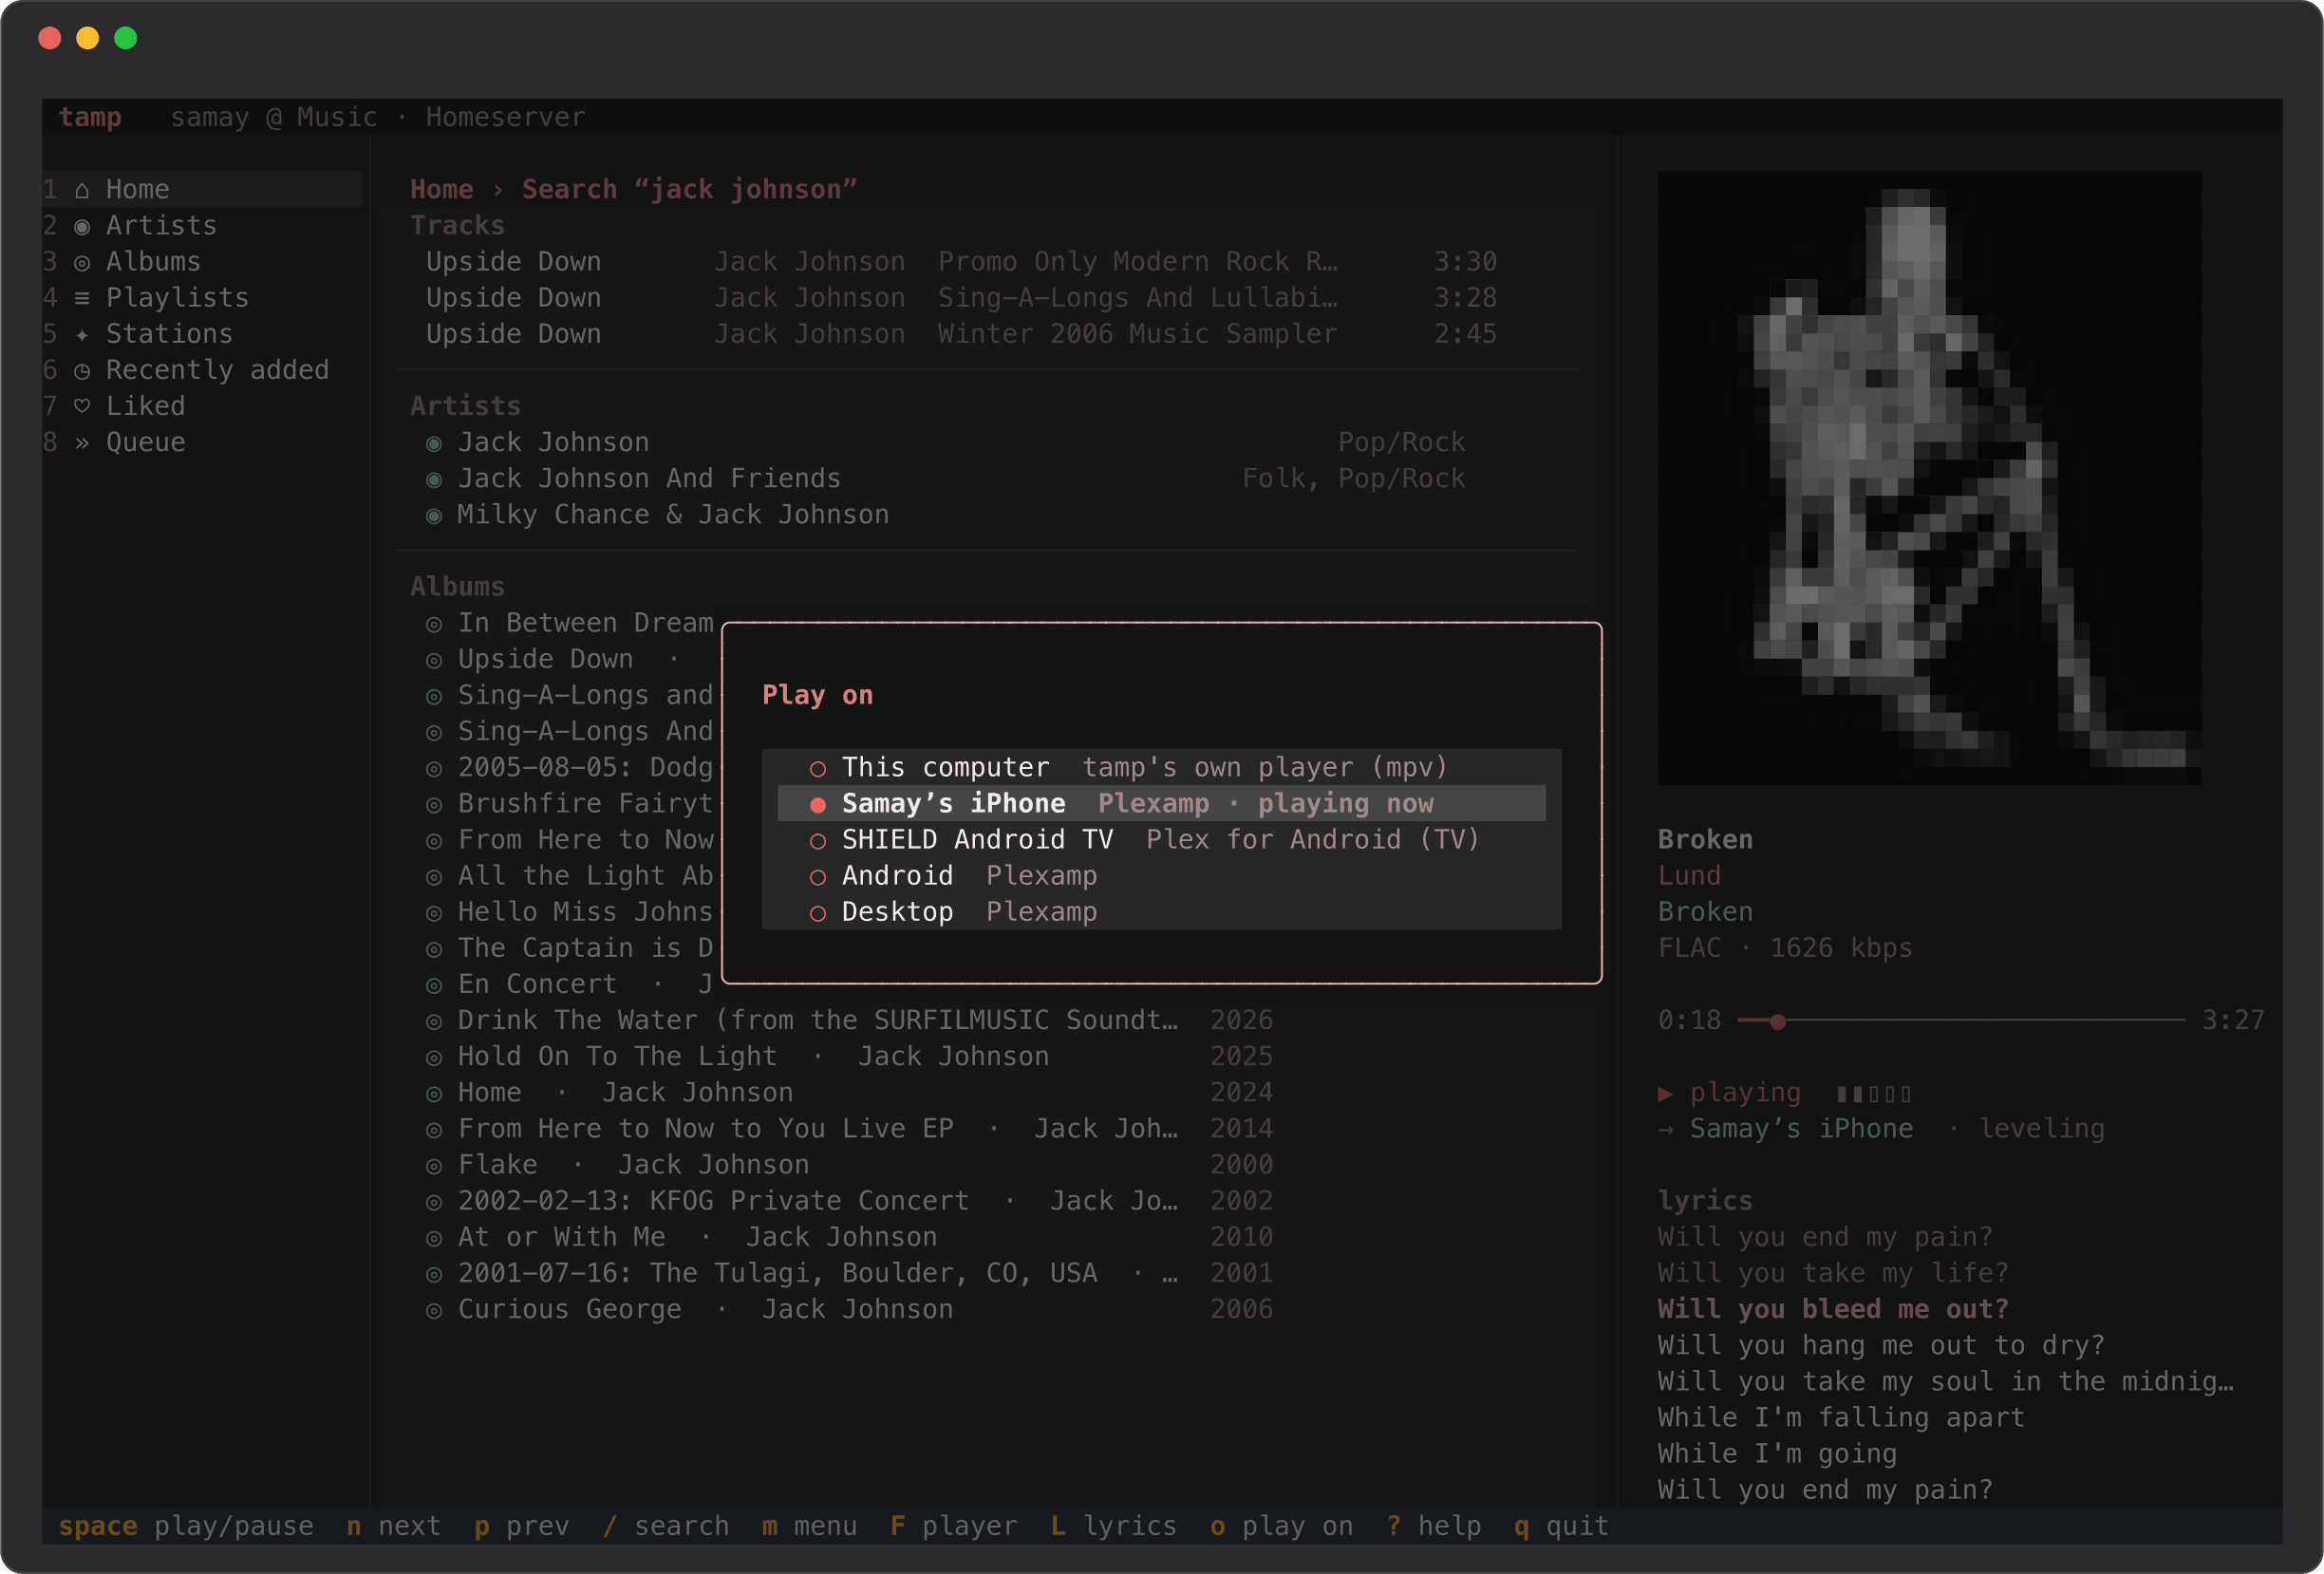 tamp samay @ Music · Homeserver
1 ⌂ Home
2 ◉ Artists
3 ◎ Albums
4 ≡ Playlists
5 ✦ Stations
6 ◷ Recently added
7 ♡ Liked
8 » Queue
Home › Search “jack johnson”
Tracks
Upside Down Jack Johnson Promo Only Modern Rock R… 3:30
Upside Down Jack Johnson Sing-A-Longs And Lullabi… 3:28
Upside Down Jack Johnson Winter 2006 Music Sampler 2:45
Artists
◉ Jack Johnson Pop/Rock
◉ Jack Johnson And Friends Folk, Pop/Rock
◉ Milky Chance & Jack Johnson
Albums
◎ In Between Dream
◎ Upside Down ·
◎ Sing-A-Longs and
◎ Sing-A-Longs And
◎ 2005-08-05: Dodg
◎ Brushfire Fairyt
◎ From Here to Now
◎ All the Light Ab
◎ Hello Miss Johns
◎ The Captain is D
◎ En Concert · J
◎ Drink The Water (from the SURFILMUSIC Soundt… 2026
◎ Hold On To The Light · Jack Johnson 2025
◎ Home · Jack Johnson 2024
◎ From Here to Now to You Live EP · Jack Joh… 2014
◎ Flake · Jack Johnson 2000
◎ 2002-02-13: KFOG Private Concert · Jack Jo… 2002
◎ At or With Me · Jack Johnson 2010
◎ 2001-07-16: The Tulagi, Boulder, CO, USA · … 2001
◎ Curious George · Jack Johnson 2006
Play on
○ This computer tamp's own player (mpv)
● Samay’s iPhone Plexamp · playing now
○ SHIELD Android TV Plex for Android (TV)
○ Android Plexamp
○ Desktop Plexamp
Broken
Lund
Broken
FLAC · 1626 kbps
0:18 3:27
▶ playing ▮▮▯▯▯
→ Samay’s iPhone · leveling
lyrics
Will you end my pain?
Will you take my life?
Will you bleed me out?
Will you hang me out to dry?
Will you take my soul in the midnig…
While I'm falling apart
While I'm going
Will you end my pain?
space play/pause n next p prev / search m menu F player L lyrics o play on ? help q quit